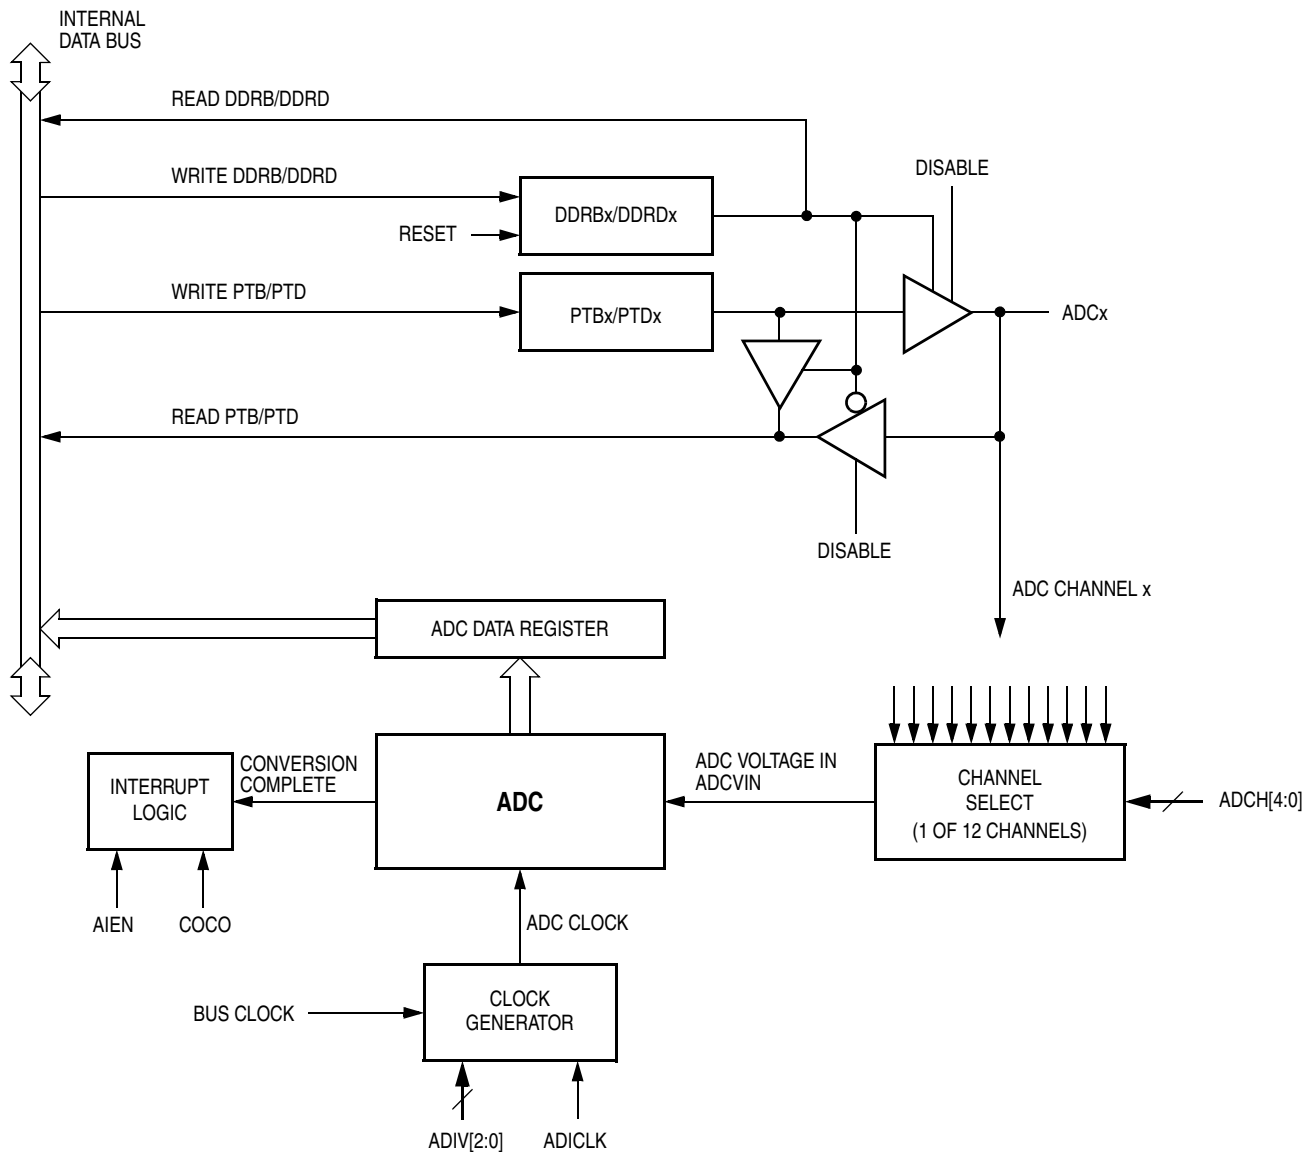 INTERNAL
DATA BUS
READ DDRB/DDRD
WRITE DDRB/DDRD
DISABLE
DDRBx/DDRDx
RESET
WRITE PTB/PTD
PTBx/PTDx
ADCx
READ PTB/PTD
DISABLE
ADC CHANNEL x
ADC DATA REGISTER
INTERRUPT
LOGIC
CONVERSION
COMPLETE
ADC
ADC VOLTAGE IN
ADCVIN
CHANNEL
SELECT
(1 OF 12 CHANNELS)
ADCH[4:0]
AIEN
COCO
ADC CLOCK
BUS CLOCK
CLOCK
GENERATOR
ADIV[2:0]
ADICLK